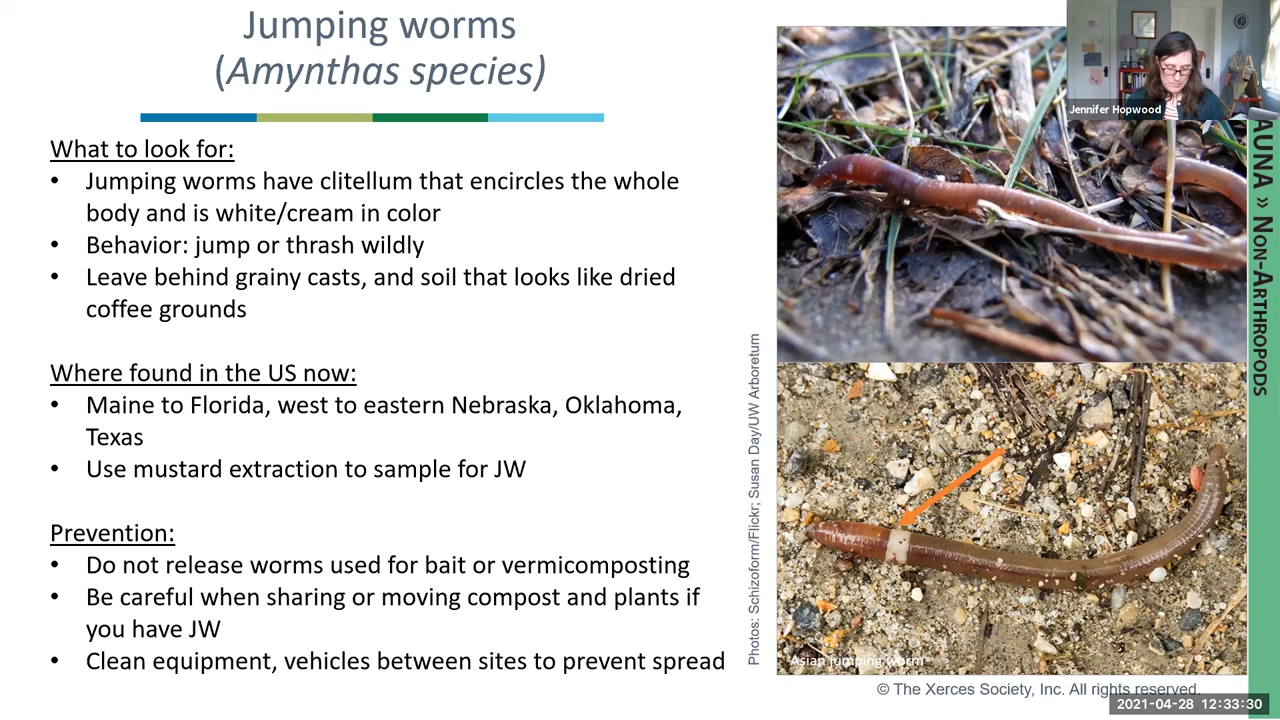 Jumping worms
(Amynthas species)
What to look for:
• Jumping worms have clitellum that encircles the whole
body and is white/cream in color
• Behavior: jump or thrash wildly
• Leave behind grainy casts, and soil that looks like dried
coffee grounds
Where found in the US now:
• Maine to Florida, west to eastern Nebraska, Oklahoma,
Texas
• Use mustard extraction to sample for JW
Prevention:
• Do not release worms used for bait or vermicomposting
• Be careful when sharing or moving compost and plants if
you have JW
• Clean equipment, vehicles between sites to prevent spread
Photos: Schizoform/Flickr; Susan Day/UW Arboretum
Jennifer Hopwood
AUNA » Non-Arthropods
Asian jumping worm
© The Xerces Society, Inc. All rights reserved.
2021-04-28 12:33:30